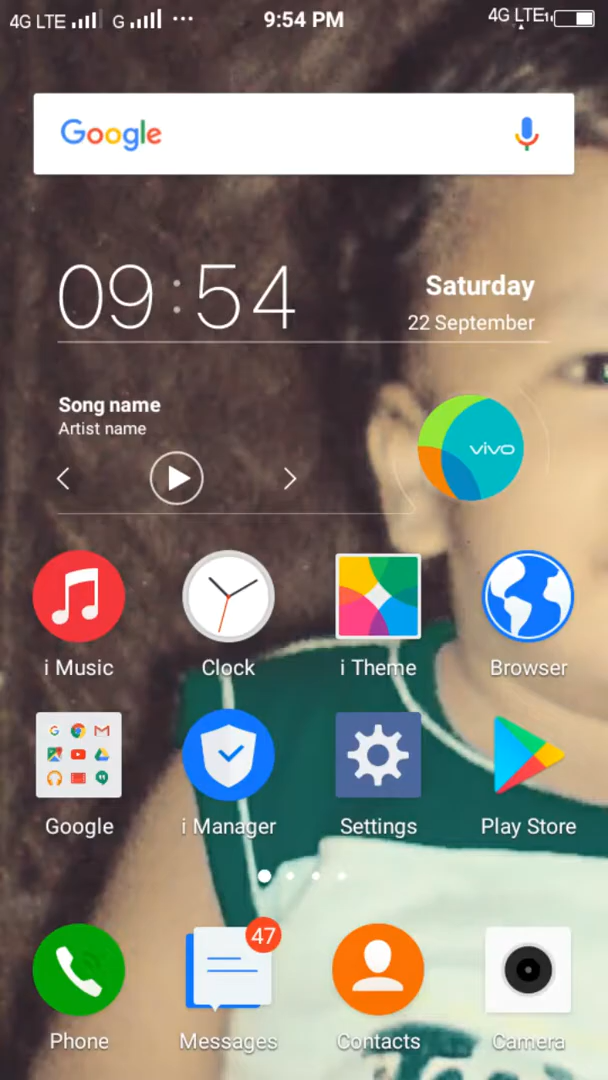 4G LTE G ... 9:54 PM 4G LTE
Google
09:54
Saturday
22 September
Song name
Artist name
vivo
i Music Clock i Theme Browser
Google i Manager Settings Play Store
47
Phone Messages Contacts Camera